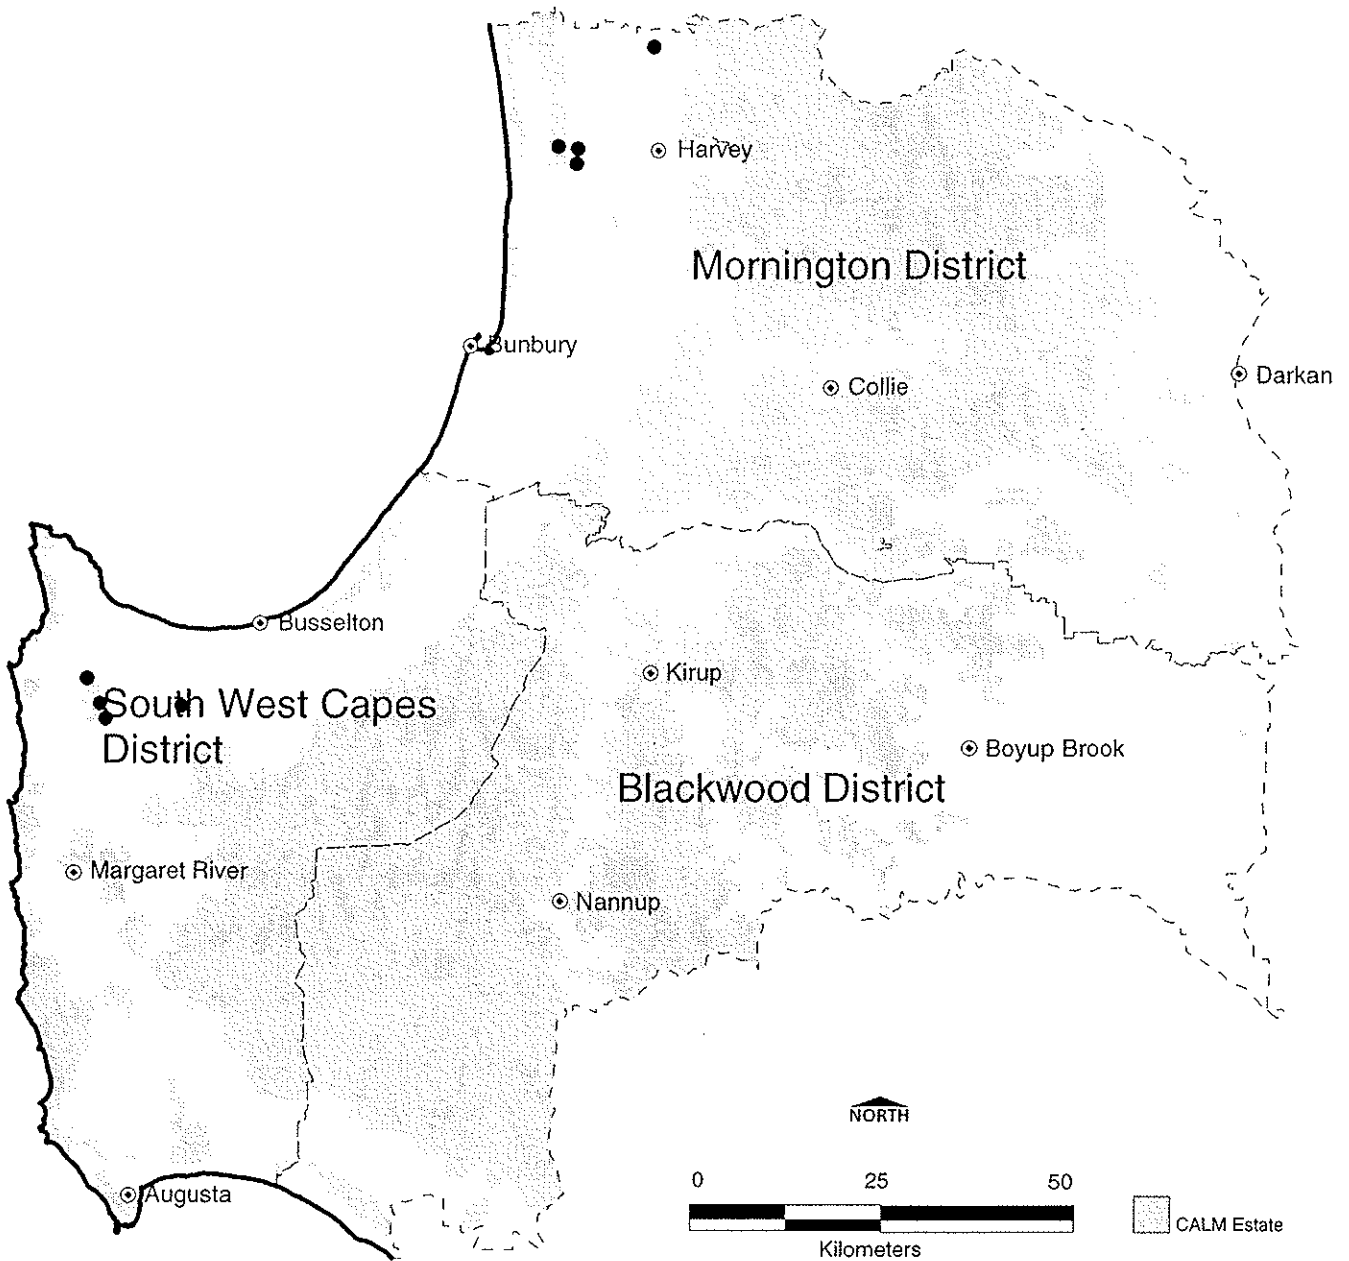 Harvey
Mornington District
Bunbury
Collie
Darkan
Busselton
Kirup
South West Capes
District
Boyup Brook
Blackwood District
Margaret River
Nannup
NORTH
0 25 50
Augusta
CALM Estate
Kilometers